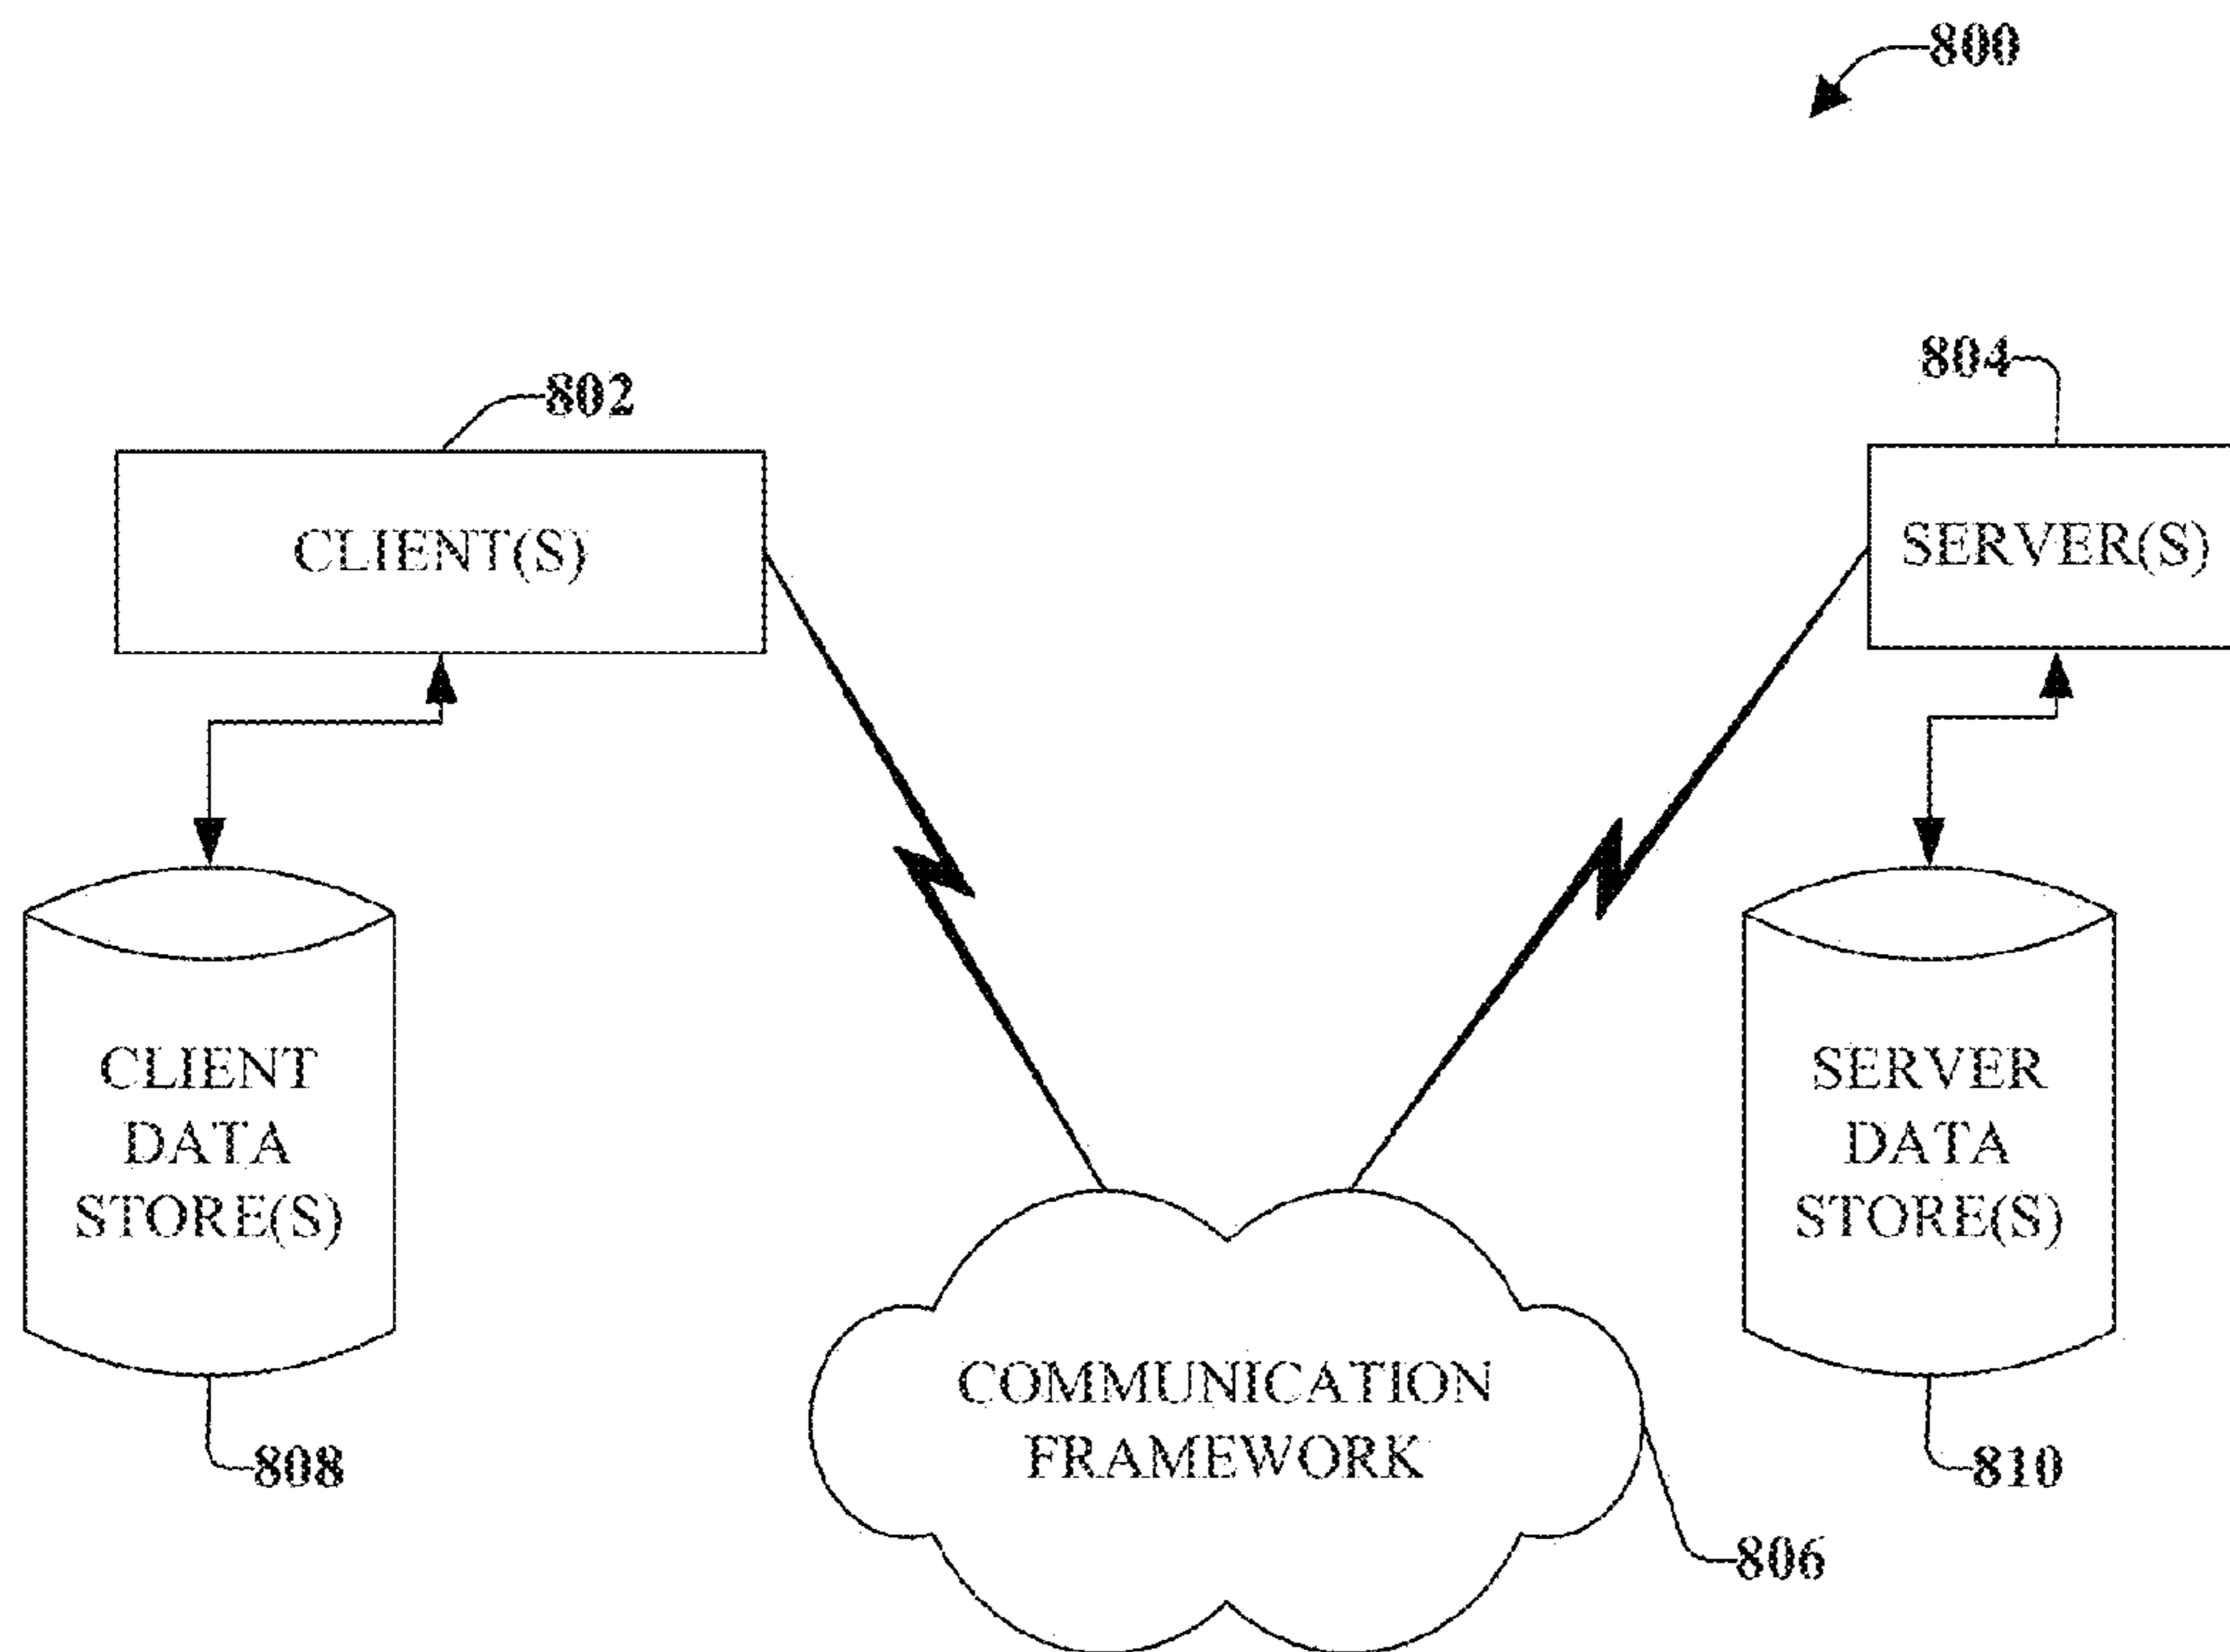 800
802
804
CLIENT(S)
SERVER(S)
CLIENT
DATA
STORE(S)
SERVER
DATA
STORE(S)
COMMUNICATION
FRAMEWORK
808
810
806